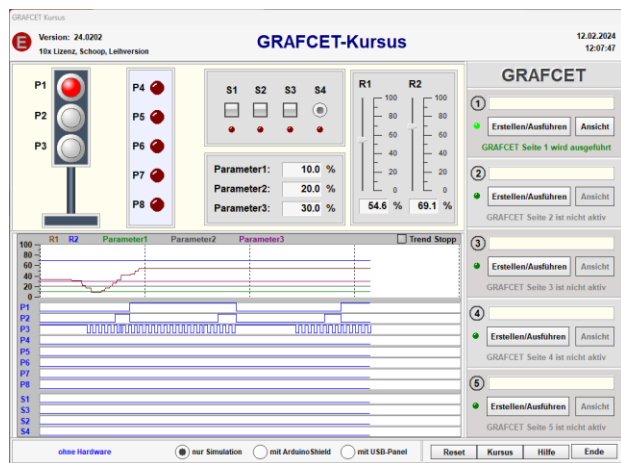 GRAFCET Kursus
E
Version: 24.0202
10x Lizenz, Schoop, Leihversion
GRAFCET-Kursus
12.02.2024
12:07:47
P1
P2
P3
P4
P5
P6
P7
P8
S1 S2 S3 S4
Parameter1: 10.0 %
Parameter2: 20.0 %
Parameter3: 30.0 %
R1 R2
100 100
80 80
60 60
40 40
20 20
0 0
54.6 % 69.1 %
GRAFCET
1
Erstellen/Ausführen Ansicht
GRAFCET Seite 1 wird ausgeführt
2
Erstellen/Ausführen Ansicht
GRAFCET Seite 2 ist nicht aktiv
3
Erstellen/Ausführen Ansicht
GRAFCET Seite 3 ist nicht aktiv
4
Erstellen/Ausführen Ansicht
GRAFCET Seite 4 ist nicht aktiv
5
Erstellen/Ausführen Ansicht
GRAFCET Seite 5 ist nicht aktiv
R1 R2 Parameter1 Parameter2 Parameter3 Trend Stopp
100
80
60
40
20
0
P1
P2
P3
P4
P5
P6
P7
P8
S1
S3
S2
S4
ohne Hardware nur Simulation mit ArduinoShield mit USB-Panel Reset Kursus Hilfe Ende